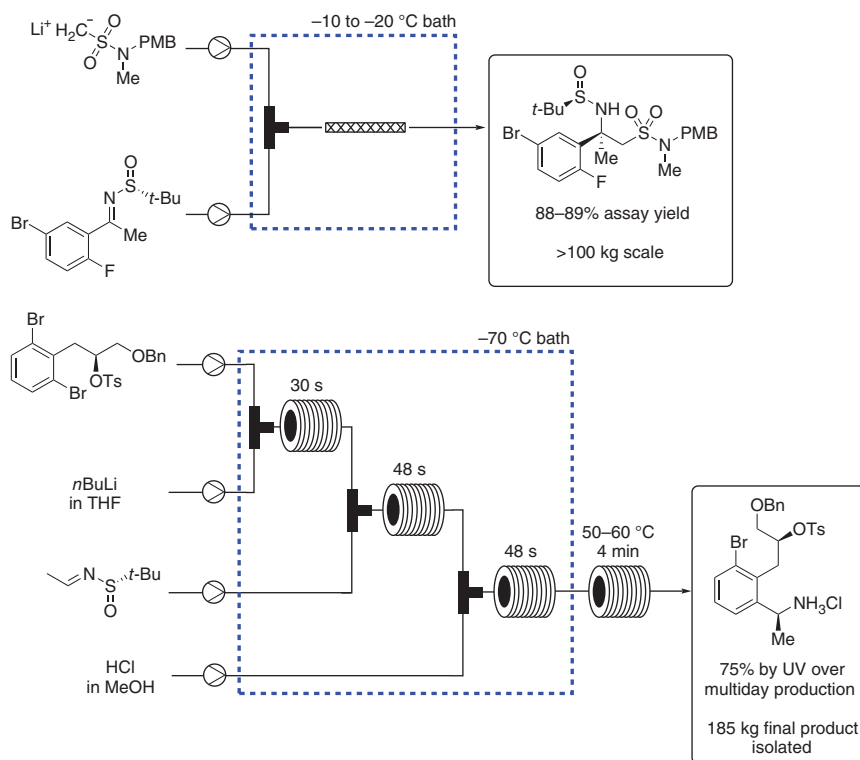 –10 to –20 °C bath
Li+
H2C–
O
S
O
N
PMB
Me
O
S
N
t-Bu
Br
Me
F
O
S
t-Bu
NH
O
Br
S
PMB
O
N
Me
Me
F
88–89% assay yield
>100 kg scale
–70 °C bath
Br
OBn
OTs
Br
30 s
nBuLi
in THF
48 s
N
t-Bu
S
O
48 s
50–60 °C
4 min
HCl
in MeOH
OBn
OTs
Br
NH3Cl
Me
75% by UV over
multiday production
185 kg final product
isolated